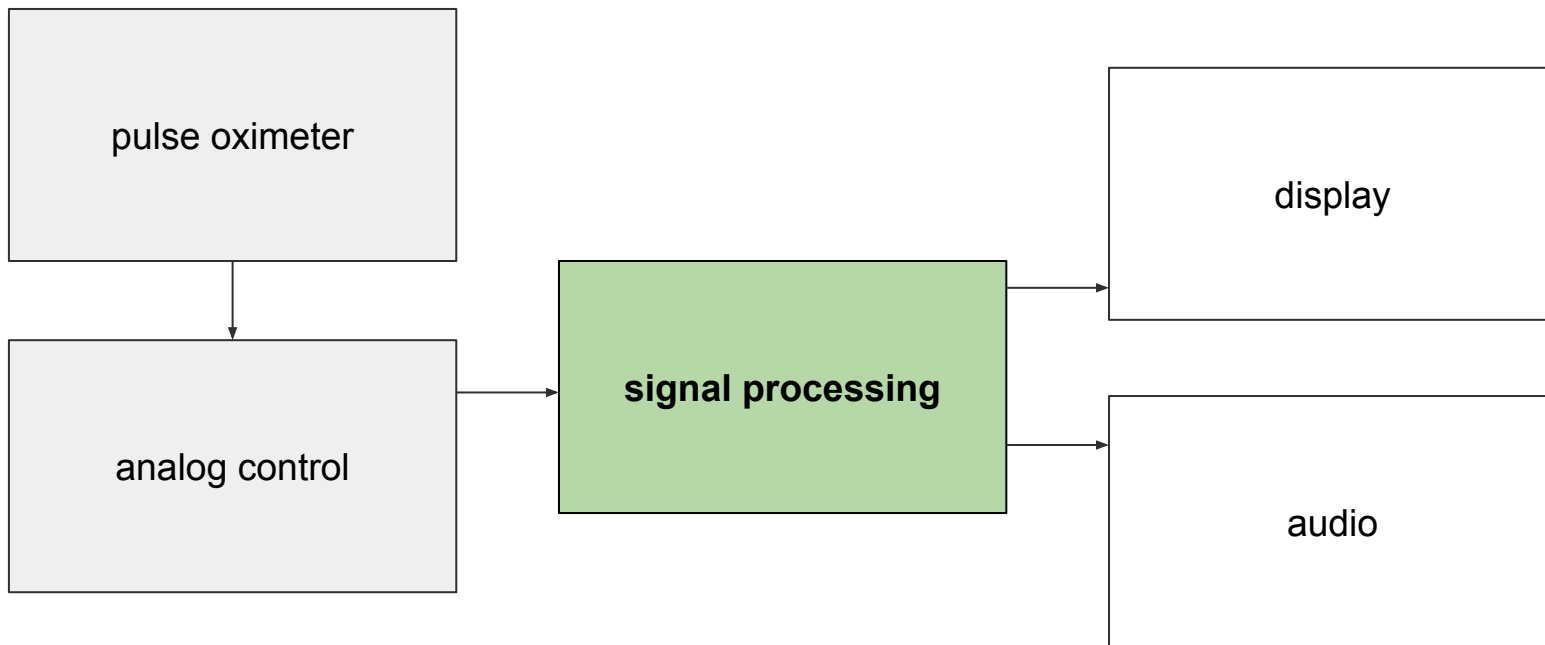 pulse oximeter
analog control
signal processing
display
audio